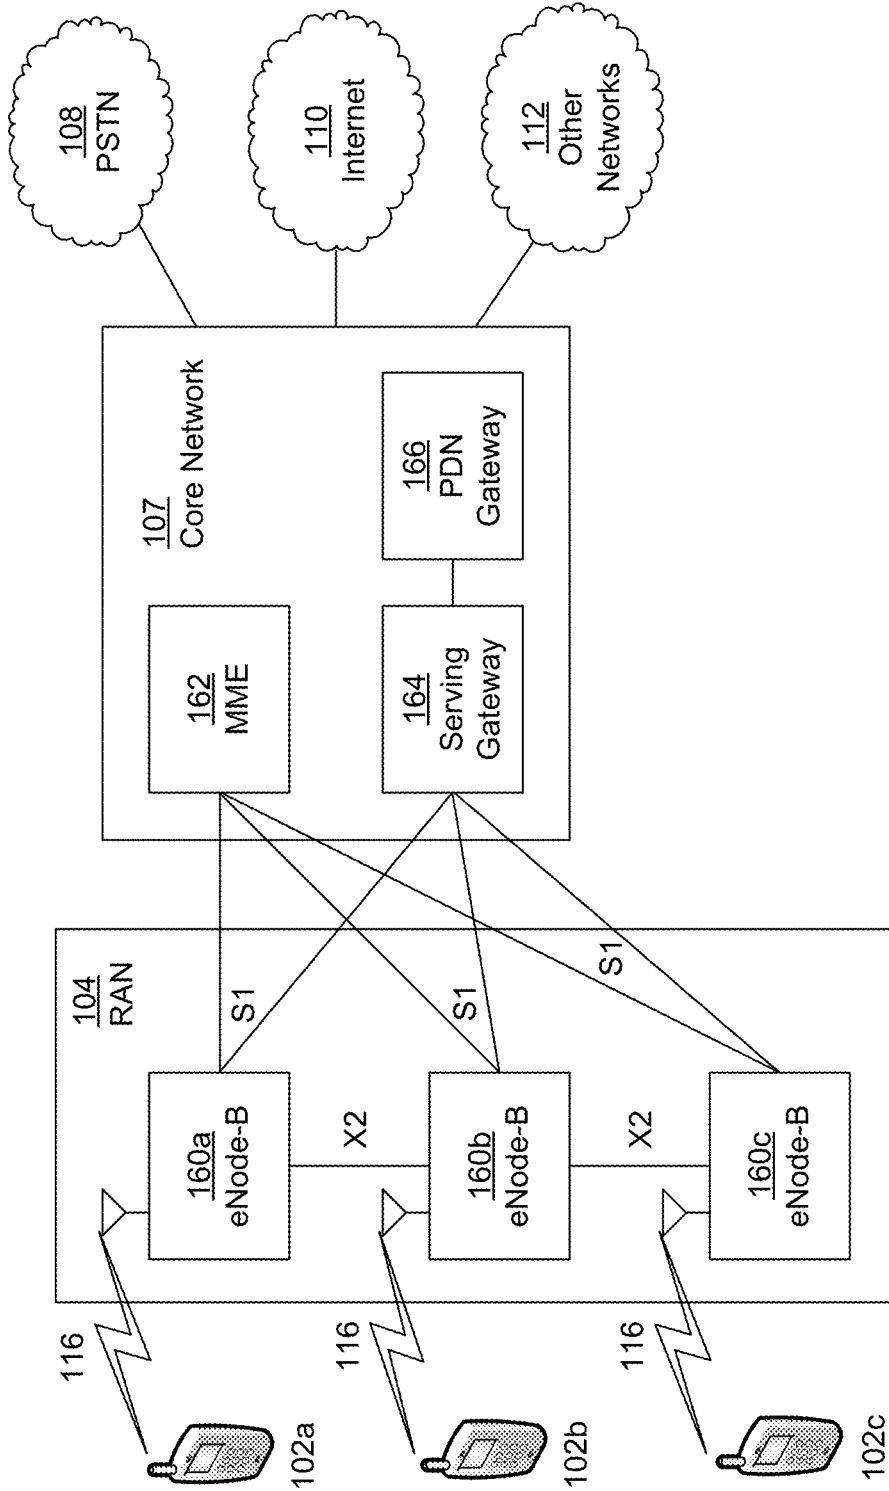 108
PSTN
110
Internet
112
Other
Networks
107
Core Network
162
MME
166
PDN
Gateway
164
Serving
Gateway
104
RAN
S1
S1
S1
160a
eNode-B
X2
160b
eNode-B
X2
160c
eNode-B
116
116
116
102a
102b
102c